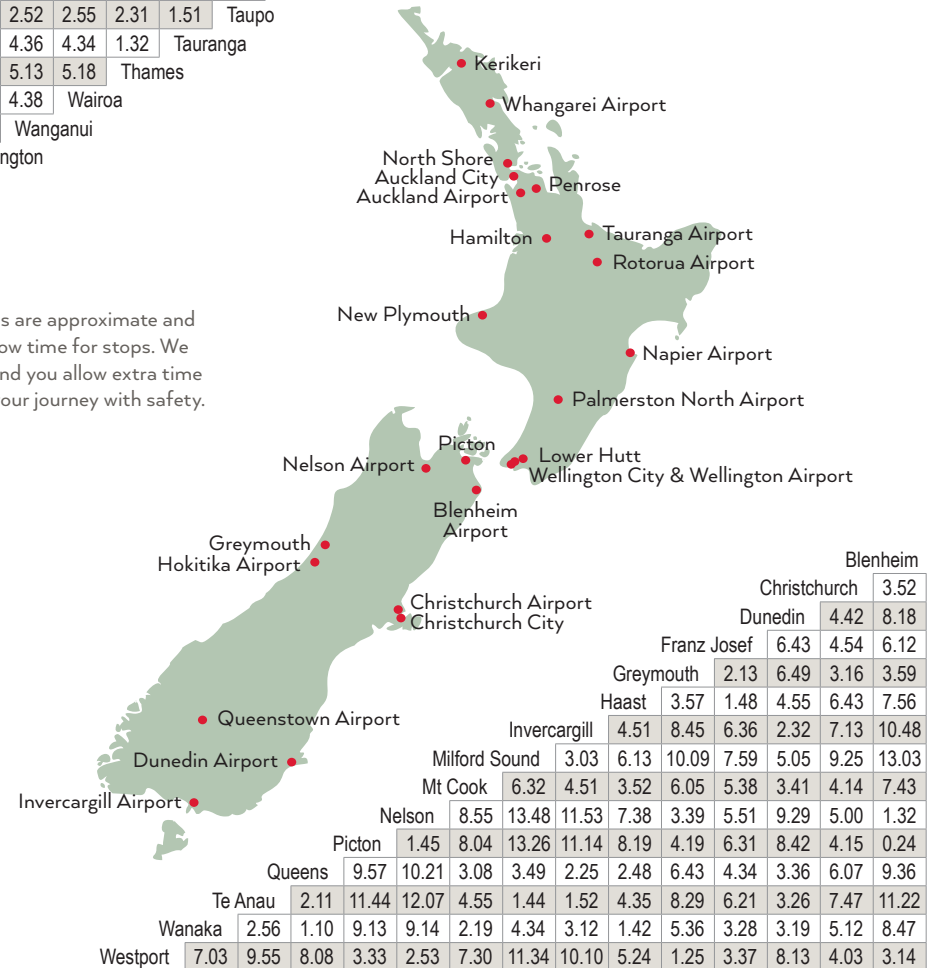 2.52 2.55 2.31 1.51 Taupo
4.36 4.34 1.32 Tauranga
5.13 5.18 Thames
4.38 Wairoa
Wanganui
ngton
s are approximate and
ow time for stops. We
nd you allow extra time
our journey with safety.
Kerikeri
Whangarei Airport
North Shore
Auckland City
Auckland Airport
Penrose
Hamilton
Tauranga Airport
Rotorua Airport
New Plymouth
Napier Airport
Palmerston North Airport
Picton
Nelson Airport
Lower Hutt
Wellington City & Wellington Airport
Blenheim
Airport
Greymouth
Hokitika Airport
Christchurch Airport
Christchurch City
Queenstown Airport
Dunedin Airport
Invercargill Airport
Blenheim
Christchurch 3.52
Dunedin 4.42 8.18
Franz Josef 6.43 4.54 6.12
Greymouth 2.13 6.49 3.16 3.59
Haast 3.57 1.48 4.55 6.43 7.56
Invercargill 4.51 8.45 6.36 2.32 7.13 10.48
Milford Sound 3.03 6.13 10.09 7.59 5.05 9.25 13.03
Mt Cook 6.32 4.51 3.52 6.05 5.38 3.41 4.14 7.43
Nelson 8.55 13.48 11.53 7.38 3.39 5.51 9.29 5.00 1.32
Picton 1.45 8.04 13.26 11.14 8.19 4.19 6.31 8.42 4.15 0.24
Queens 9.57 10.21 3.08 3.49 2.25 2.48 6.43 4.34 3.36 6.07 9.36
Te Anau 2.11 11.44 12.07 4.55 1.44 1.52 4.35 8.29 6.21 3.26 7.47 11.22
Wanaka 2.56 1.10 9.13 9.14 2.19 4.34 3.12 1.42 5.36 3.28 3.19 5.12 8.47
Westport 7.03 9.55 8.08 3.33 2.53 7.30 11.34 10.10 5.24 1.25 3.37 8.13 4.03 3.14